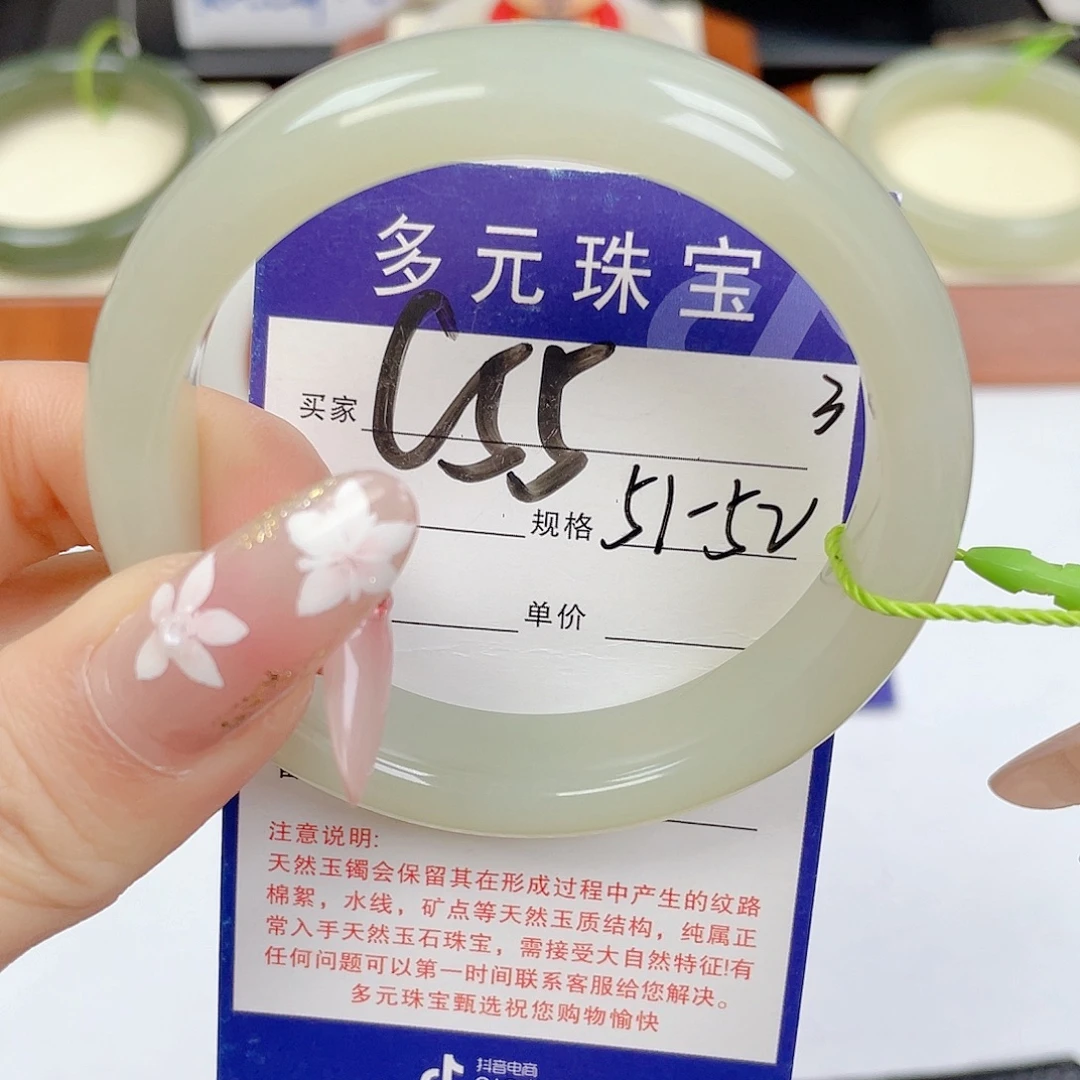 多元珠宝
3
买家 C55
规格 51-52
单价
注意说明:
天然玉镯会保留其在形成过程中产生的纹路
棉絮，水线，矿点等天然玉质结构，纯属正
常入手天然玉石珠宝，需接受大自然特征!有
任何问题可以第一时间联系客服给您解决。
多元珠宝甄选祝您购物愉快
抖音电商